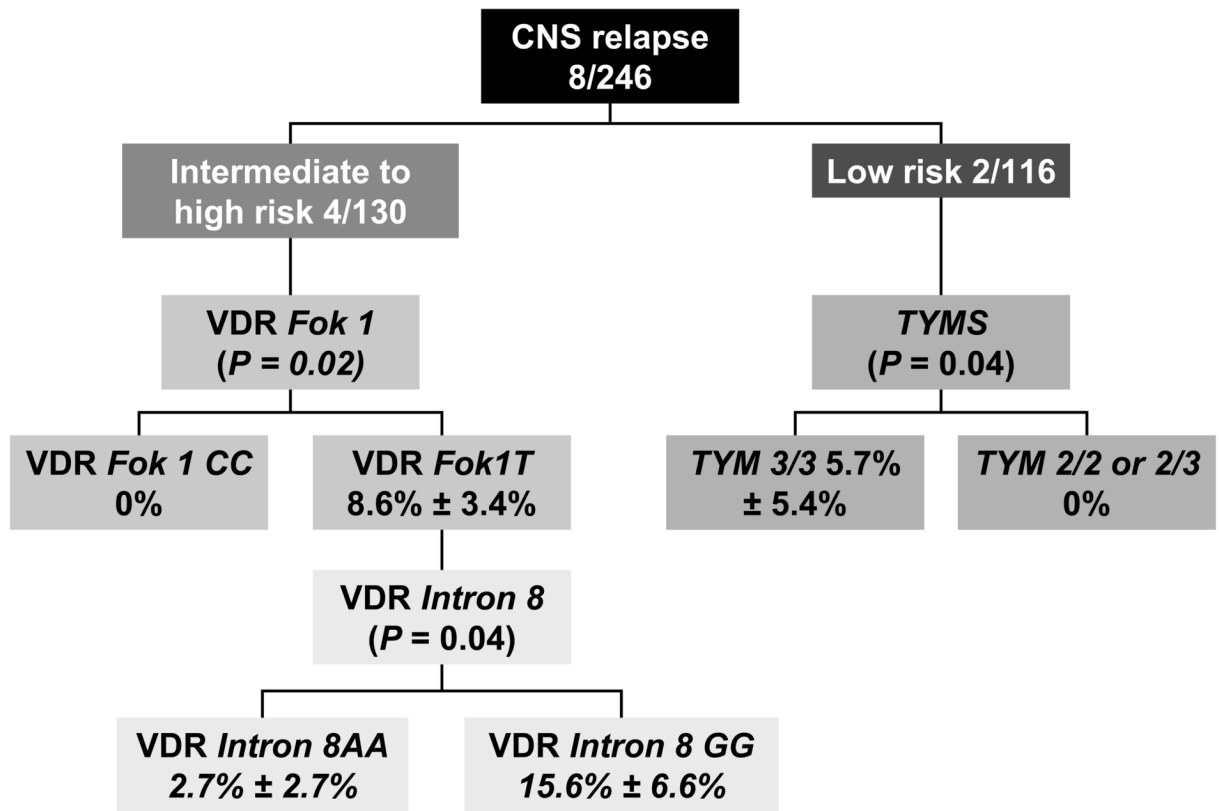 CNS relapse
8/246
Intermediate to
high risk 4/130
Low risk 2/116
VDR Fok 1
(P = 0.02)
TYMS
(P = 0.04)
VDR Fok 1 CC
0%
VDR Fok1T
8.6% ± 3.4%
TYM 3/3 5.7%
± 5.4%
TYM 2/2 or 2/3
0%
VDR Intron 8
(P = 0.04)
VDR Intron 8AA
2.7% ± 2.7%
VDR Intron 8 GG
15.6% ± 6.6%